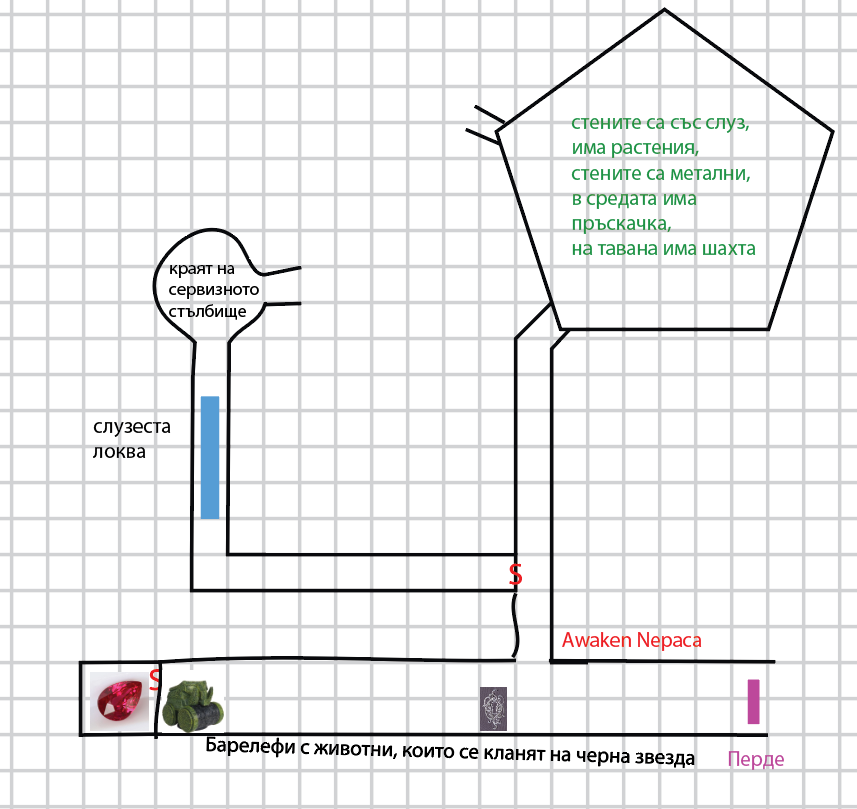 стените са със слуз,
има растения,
стените са метални,
в средата има
пръскачка,
на тавана има шахта
краят на
сервизното
стълбище
слузеста
локва
S
Awaken Nepaca
S
Барелефи с животни, които се кланят на черна звезда
Перде